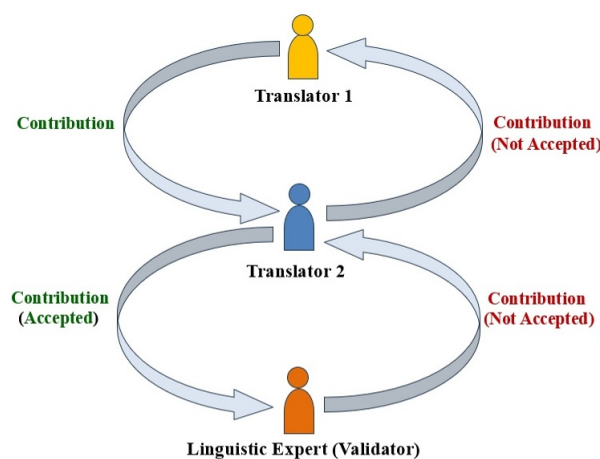 Translator 1
Contribution
Contribution
(Not Accepted)
Translator 2
Contribution
(Accepted)
Contribution
(Not Accepted)
Linguistic Expert (Validator)